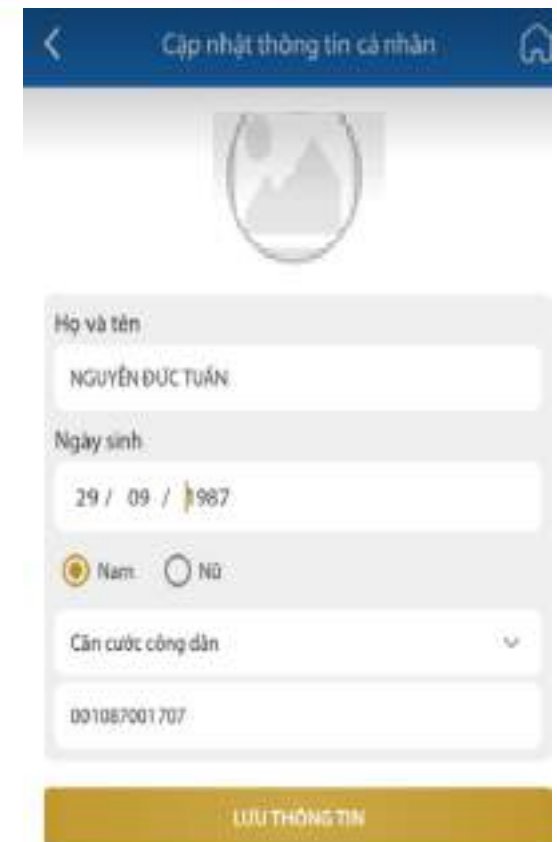 Cập nhật thông tin cá nhân
Họ và tên
NGUYỄN ĐỨC TUẤN
Ngày sinh
29 / 09 / 1987
Nam Nữ
Căn cước công dân
001087001707
LƯU THÔNG TIN